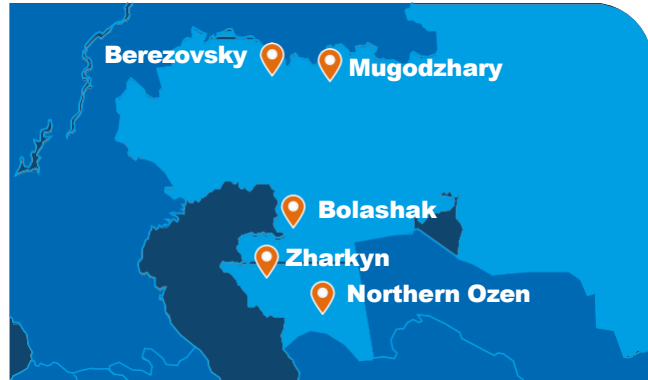 Berezovsky
Mugodzhary
Bolashak
Zharkyn
Northern Ozen